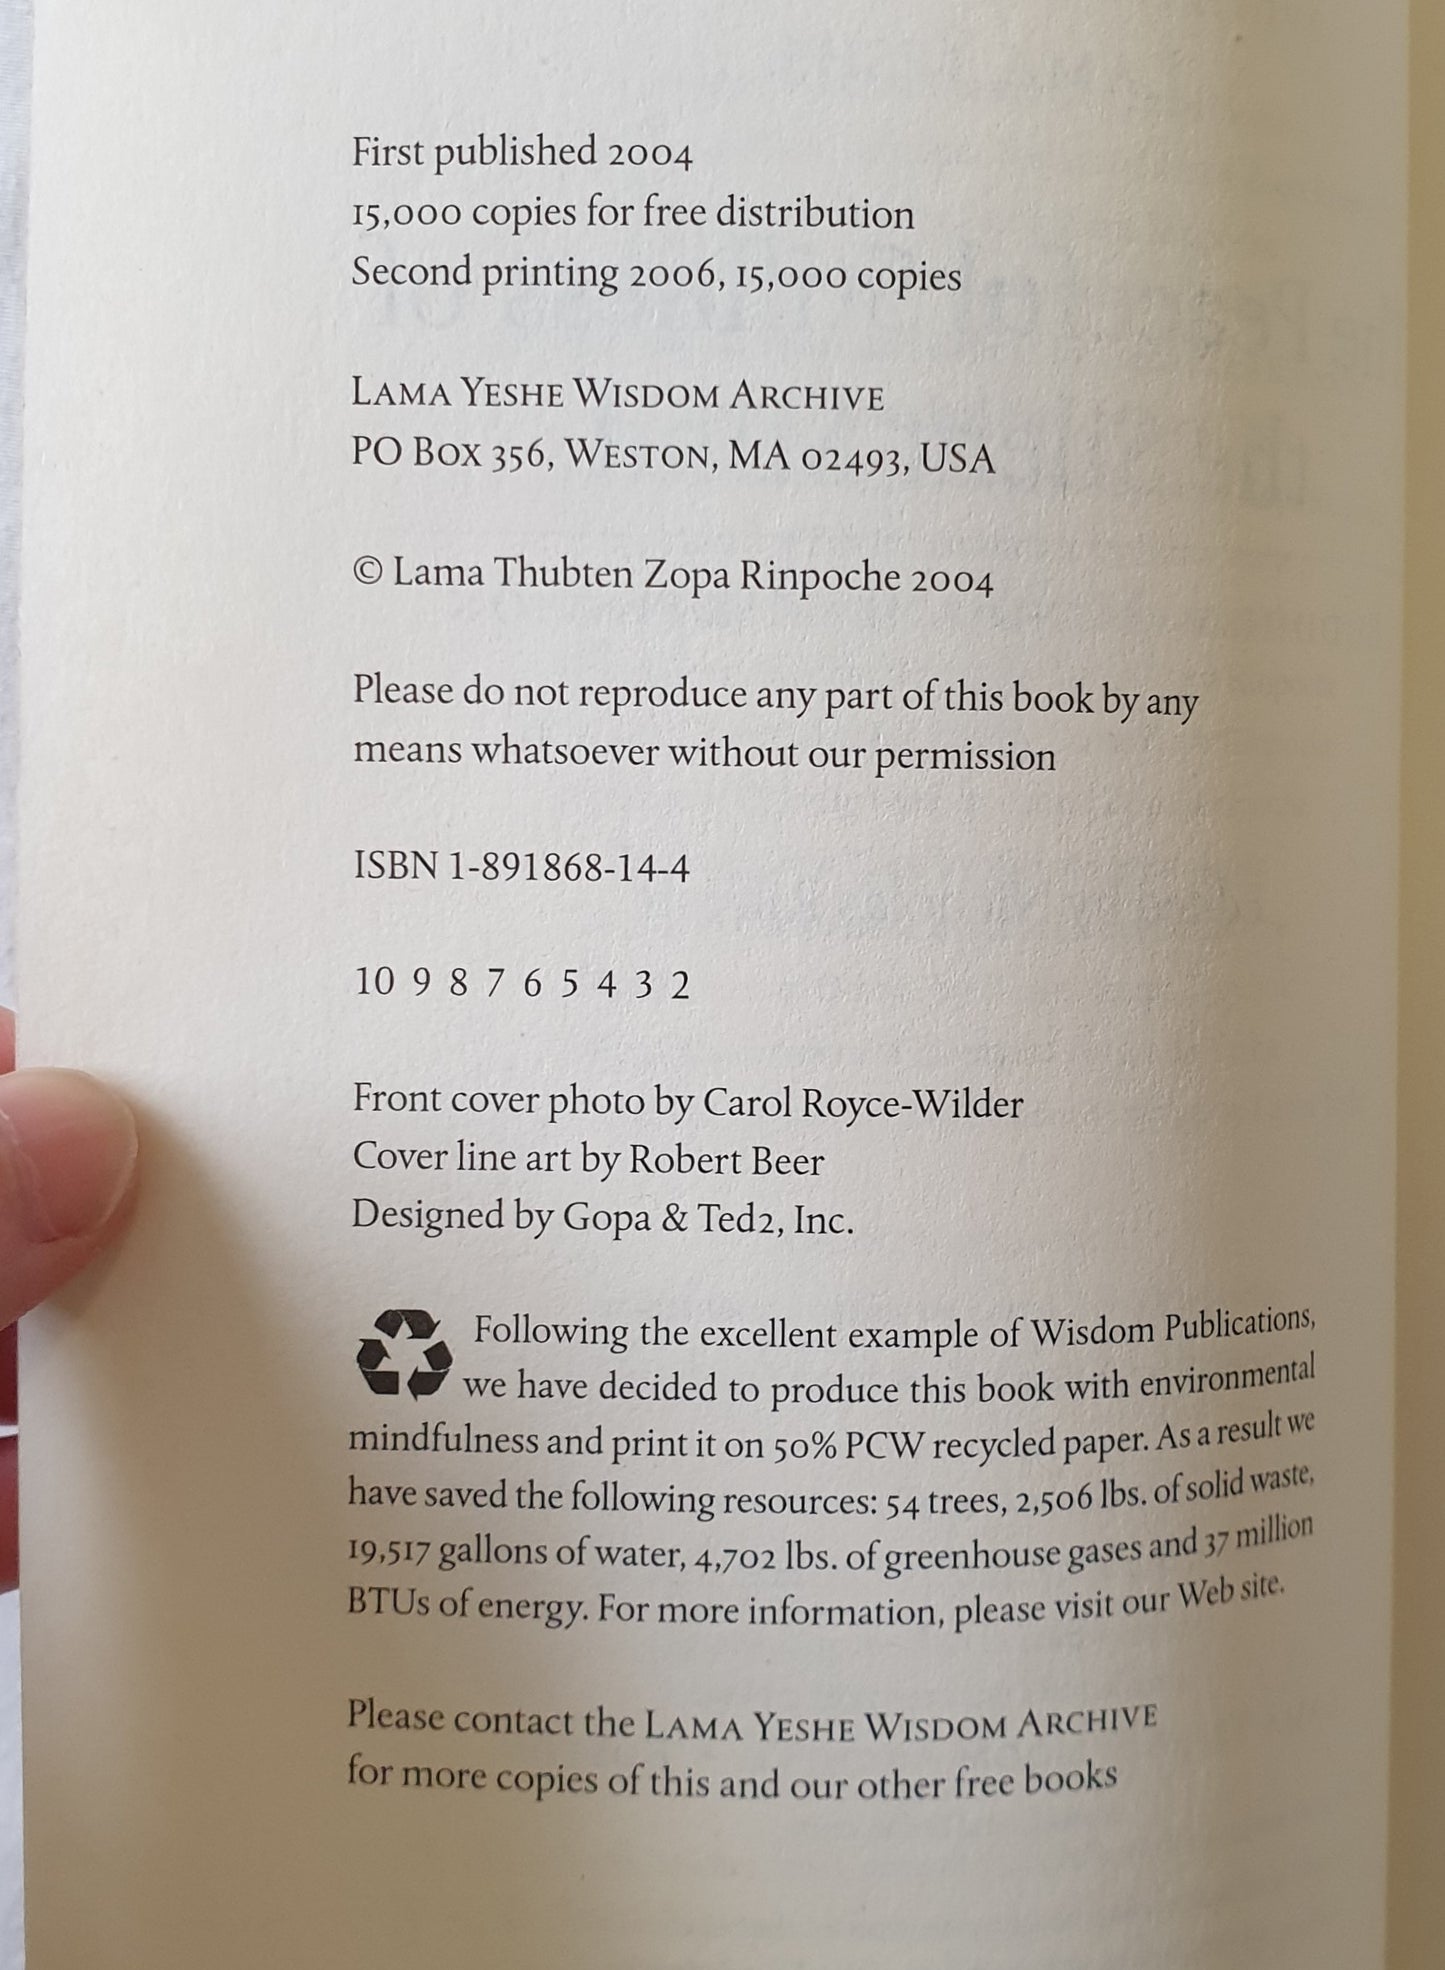 First published 2004
15,000 copies for free distribution
Second printing 2006, 15,000 copies
LAMA YESHE WISDOM ARCHIVE
PO BOX 356, WESTON, MA 02493, USA
© Lama Thubten Zopa Rinpoche 2004
Please do not reproduce any part of this book by any
means whatsoever without our permission
ISBN 1-891868-14-4
10 9 8 7 6 5 4 3 2
Front cover photo by Carol Royce-Wilder
Cover line art by Robert Beer
Designed by Gopa & Ted2, Inc.
Following the excellent example of Wisdom Publications,
we have decided to produce this book with environmental
mindfulness and print it on 50% PCW recycled paper. As a result we
have saved the following resources: 54 trees, 2,506 lbs. of solid waste,
19,517 gallons of water, 4,702 lbs. of greenhouse gases and 37 million
BTUs of energy. For more information, please visit our Web site.
Please contact the LAMA YESHE WISDOM ARCHIVE
for more copies of this and our other free books